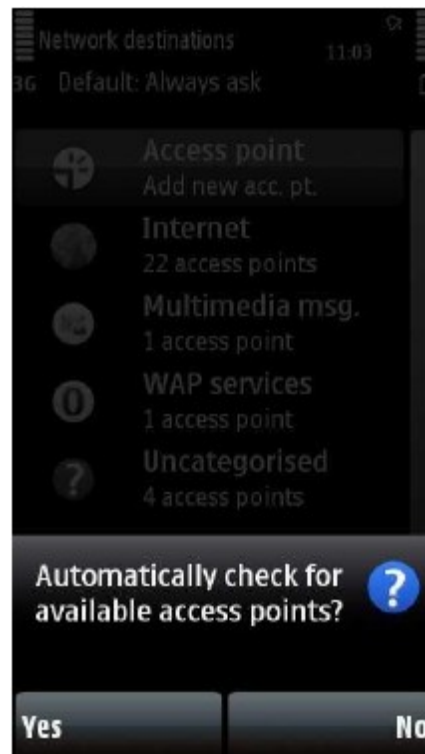 Network destinations
11:03
3G Default: Always ask
Access point
Add new acc. pt.
Internet
22 access points
Multimedia msg.
1 access point
WAP services
1 access point
Uncategorised
4 access points
Automatically check for
available access points?
Yes
No